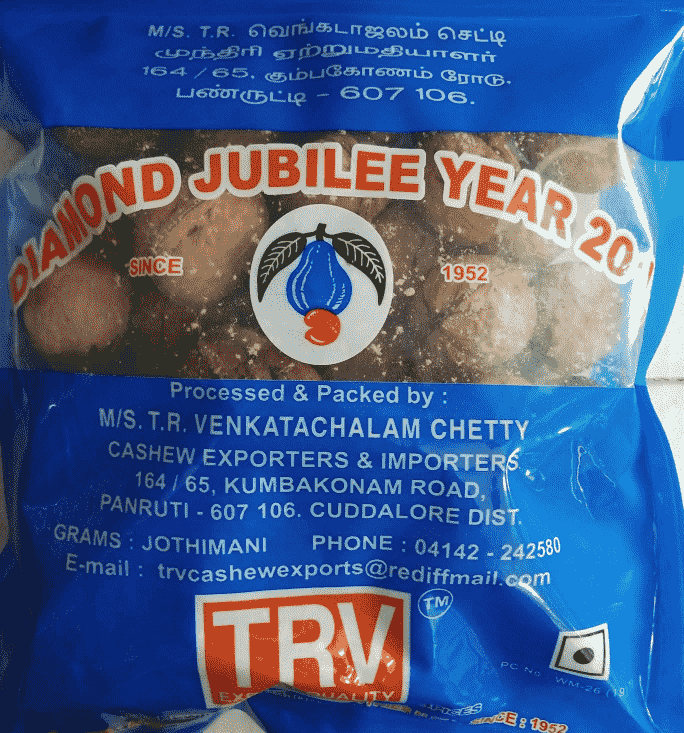 M/S. T.R. வெங்கடாஜலம் செட்டி
முந்திரி ஏற்றுமதியாளர்
164 / 65, கும்பகோணம் ரோடு,
பண்ருட்டி - 607 106.
DIAMOND JUBILEE YEAR
SINCE 1952
Processed & Packed by :
M/S. T.R. VENKATACHALAM CHETTY
CASHEW EXPORTERS & IMPORTERS
164 / 65, KUMBAKONAM ROAD,
PANRUTI - 607 106. CUDDALORE DIST.
GRAMS : JOTHIMANI PHONE : 04142 - 242580
E-mail : trvcashewexports@rediffmail.com
TRV TM
QUALITY
SINCE : 1952